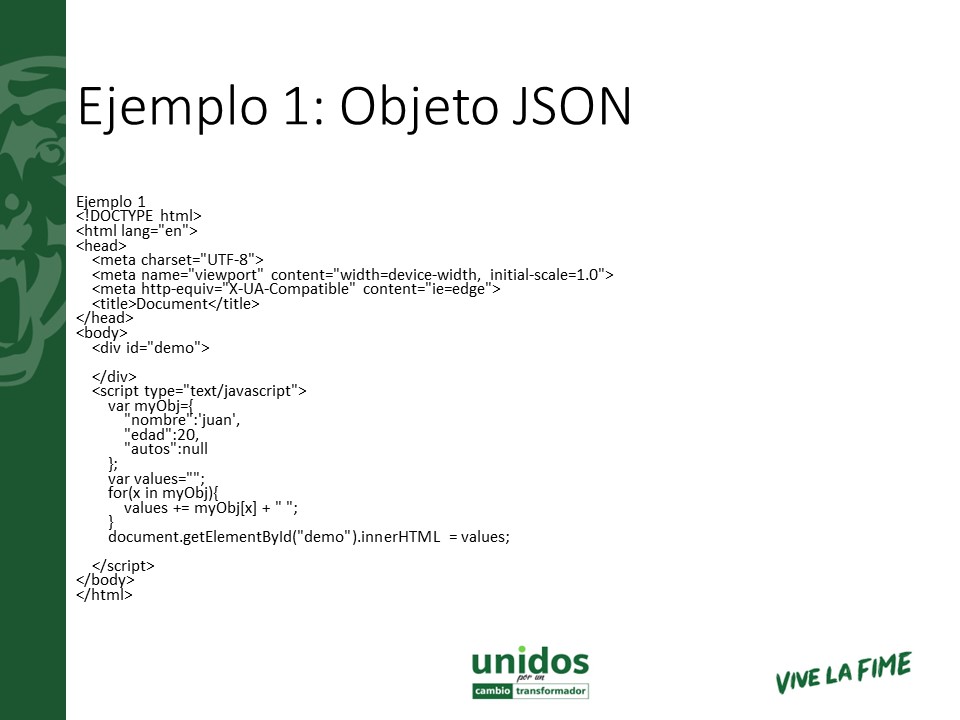 Ejemplo 1: Objeto JSON
Ejemplo 1
<!DOCTYPE html>
<html lang="en">
<head>
    <meta charset="UTF-8">
    <meta name="viewport" content="width=device-width, initial-scale=1.0">
    <meta http-equiv="X-UA-Compatible" content="ie=edge">
    <title>Document</title>
</head>
<body>
    <div id="demo">
    </div>
    <script type="text/javascript">
        var myObj={
            "nombre":'juan',
            "edad":20,
            "autos":null
        };
        var values="";
        for(x in myObj){
            values += myObj[x] + " ";
        }
        document.getElementById("demo").innerHTML = values;
    </script>
</body>
</html>
unidos
por un
cambio transformador
VIVE LA FIME